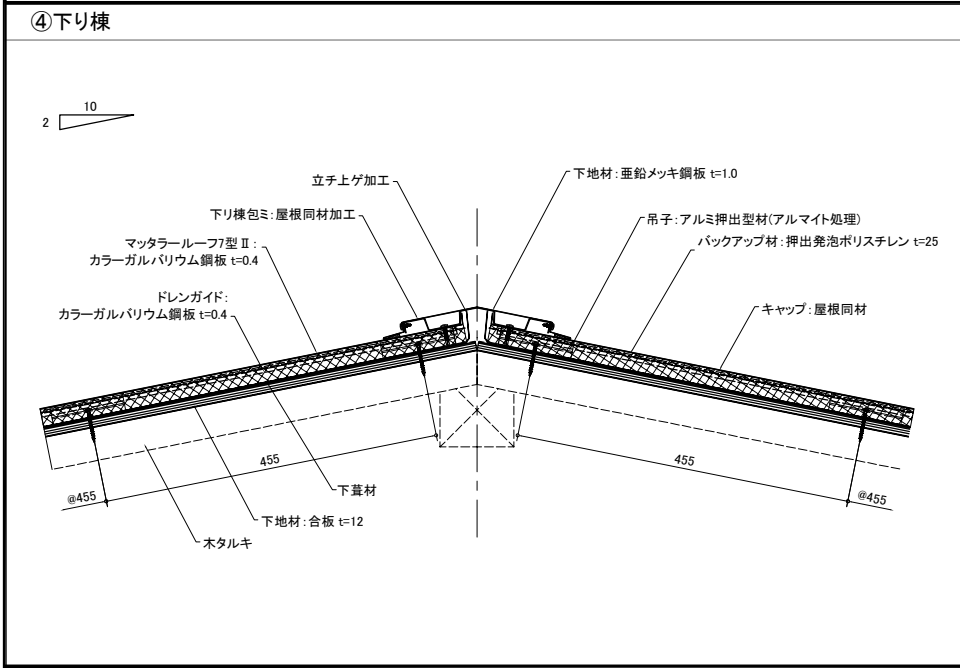 ④下り棟
10
2
立チ上ゲ加工
下り棟包ミ:屋根同材加工
マッタラールーフ7型Ⅱ:
カラーガルバリウム鋼板 t=0.4
ドレンガイド:
カラーガルバリウム鋼板 t=0.4
下地材:亜鉛メッキ鋼板 t=1.0
吊子:アルミ押出型材(アルマイト処理)
バックアップ材:押出発泡ポリスチレン t=25
キャップ:屋根同材
455
455
@455
@455
下葺材
下地材:合板 t=12
木タルキ